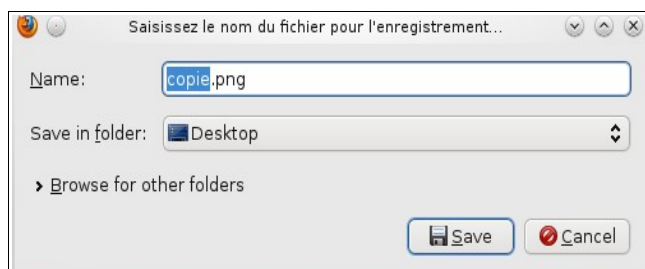 Saisissez le nom du fichier pour l'enregistrement...
Name: copie.png
Save in folder: Desktop
Browse for other folders
Save Cancel